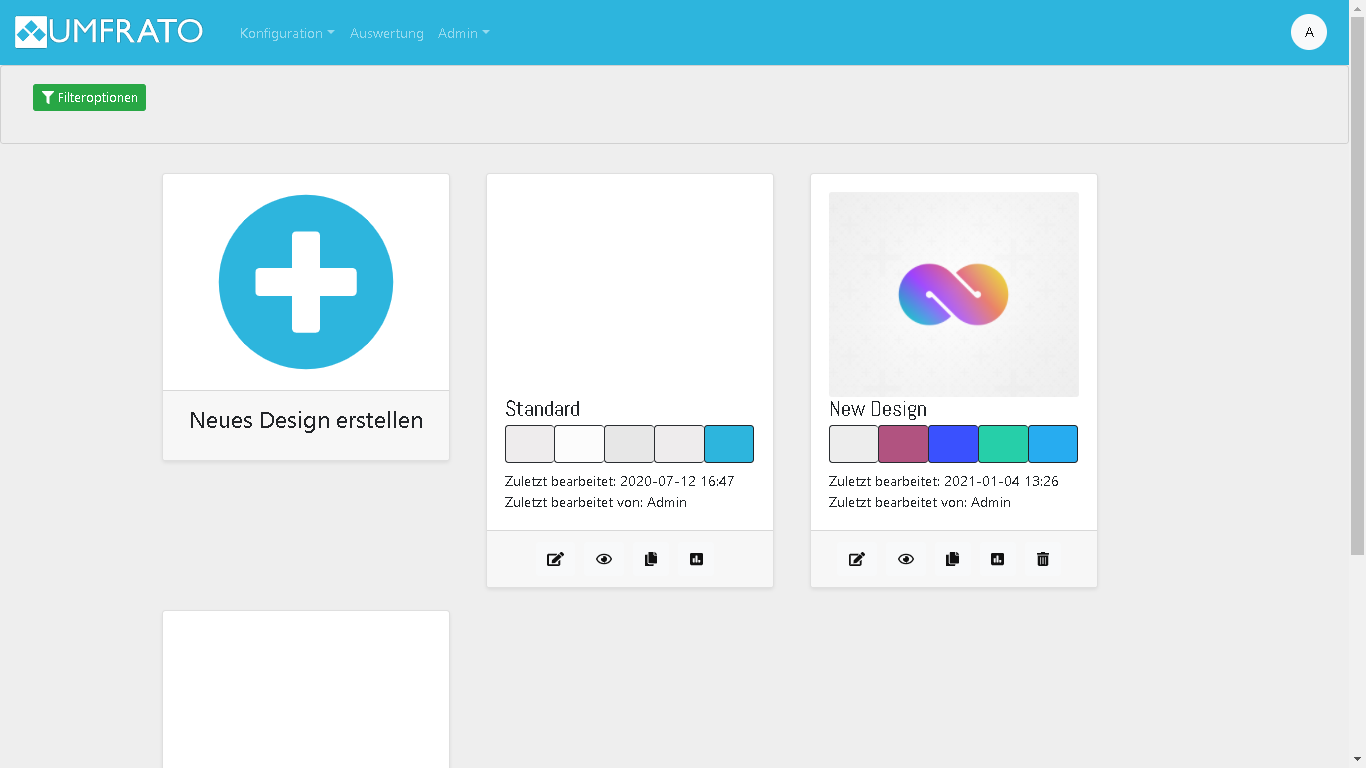 UMFRATO
Konfiguration Auswertung Admin
A
Filteroptionen
Neues Design erstellen
Standard
Zuletzt bearbeitet: 2020-07-12 16:47
Zuletzt bearbeitet von: Admin
New Design
Zuletzt bearbeitet: 2021-01-04 13:26
Zuletzt bearbeitet von: Admin